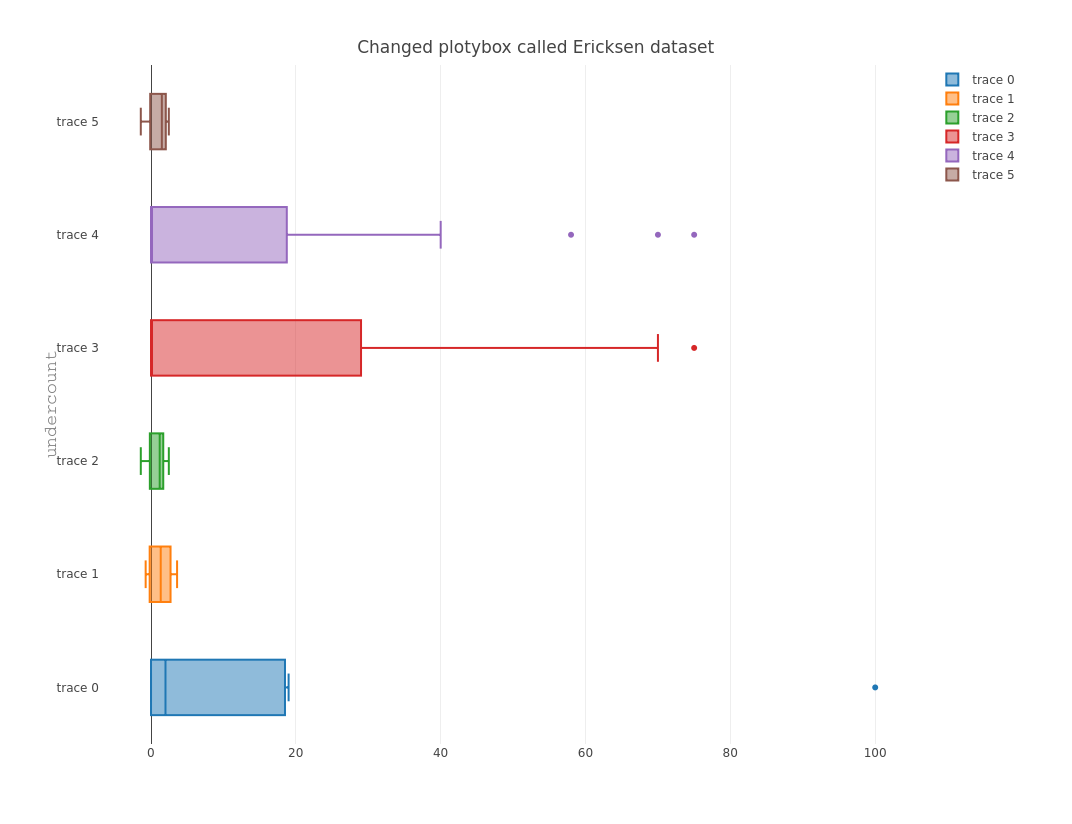 Changed plotybox called Ericksen dataset
trace 5
trace 4
trace 3
trace 2
trace 1
trace 0
undercount
0 20 40 60 80 100
trace 0
trace 1
trace 2
trace 3
trace 4
trace 5